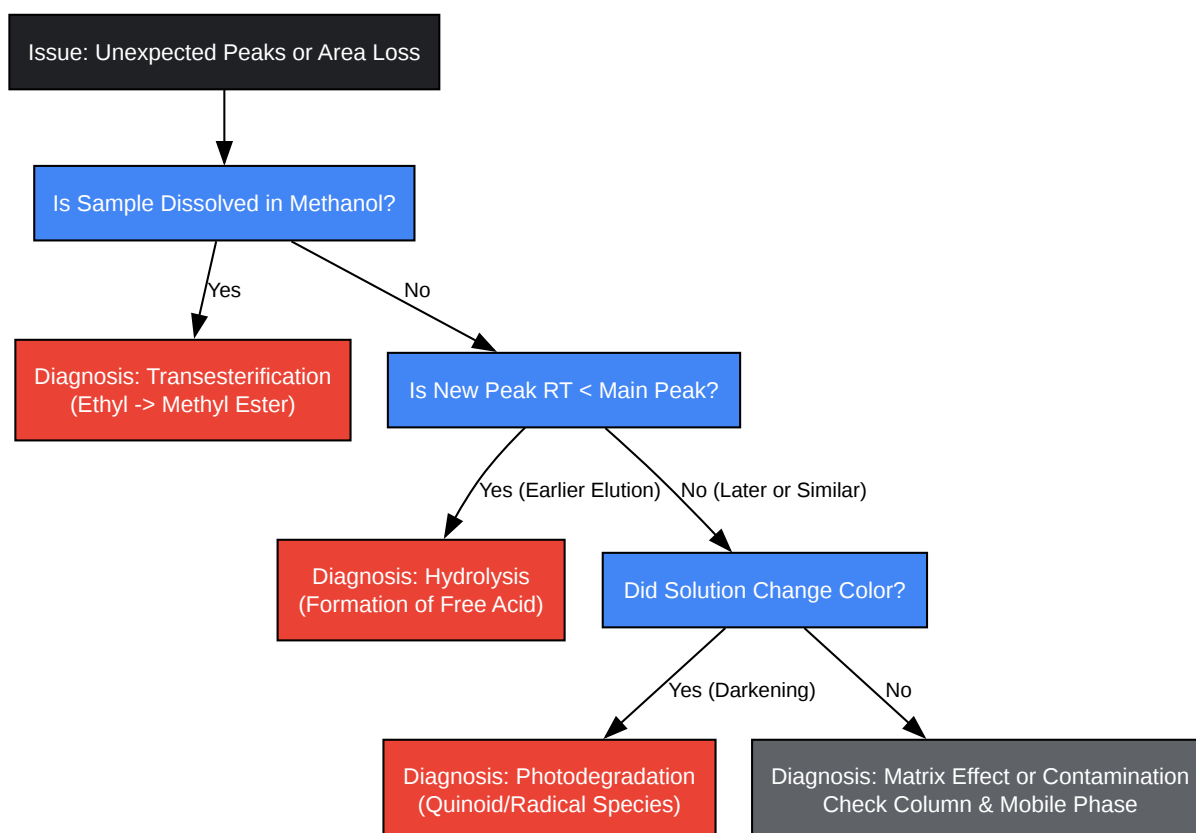 Issue: Unexpected Peaks or Area Loss
Is Sample Dissolved in Methanol?
Yes
No
Diagnosis: Transesterification
(Ethyl -> Methyl Ester)
Is New Peak RT < Main Peak?
Yes (Earlier Elution)
No (Later or Similar)
Diagnosis: Hydrolysis
(Formation of Free Acid)
Did Solution Change Color?
Yes (Darkening)
No
Diagnosis: Photodegradation
(Quinoid/Radical Species)
Diagnosis: Matrix Effect or Contamination
Check Column & Mobile Phase